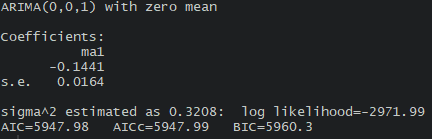 ARIMA(0,0,1) with zero mean
Coefficients:
ma1
-0.1441
s.e. 0.0164
sigma^2 estimated as 0.3208: log likelihood=-2971.99
AIC=5947.98 AICc=5947.99 BIC=5960.3